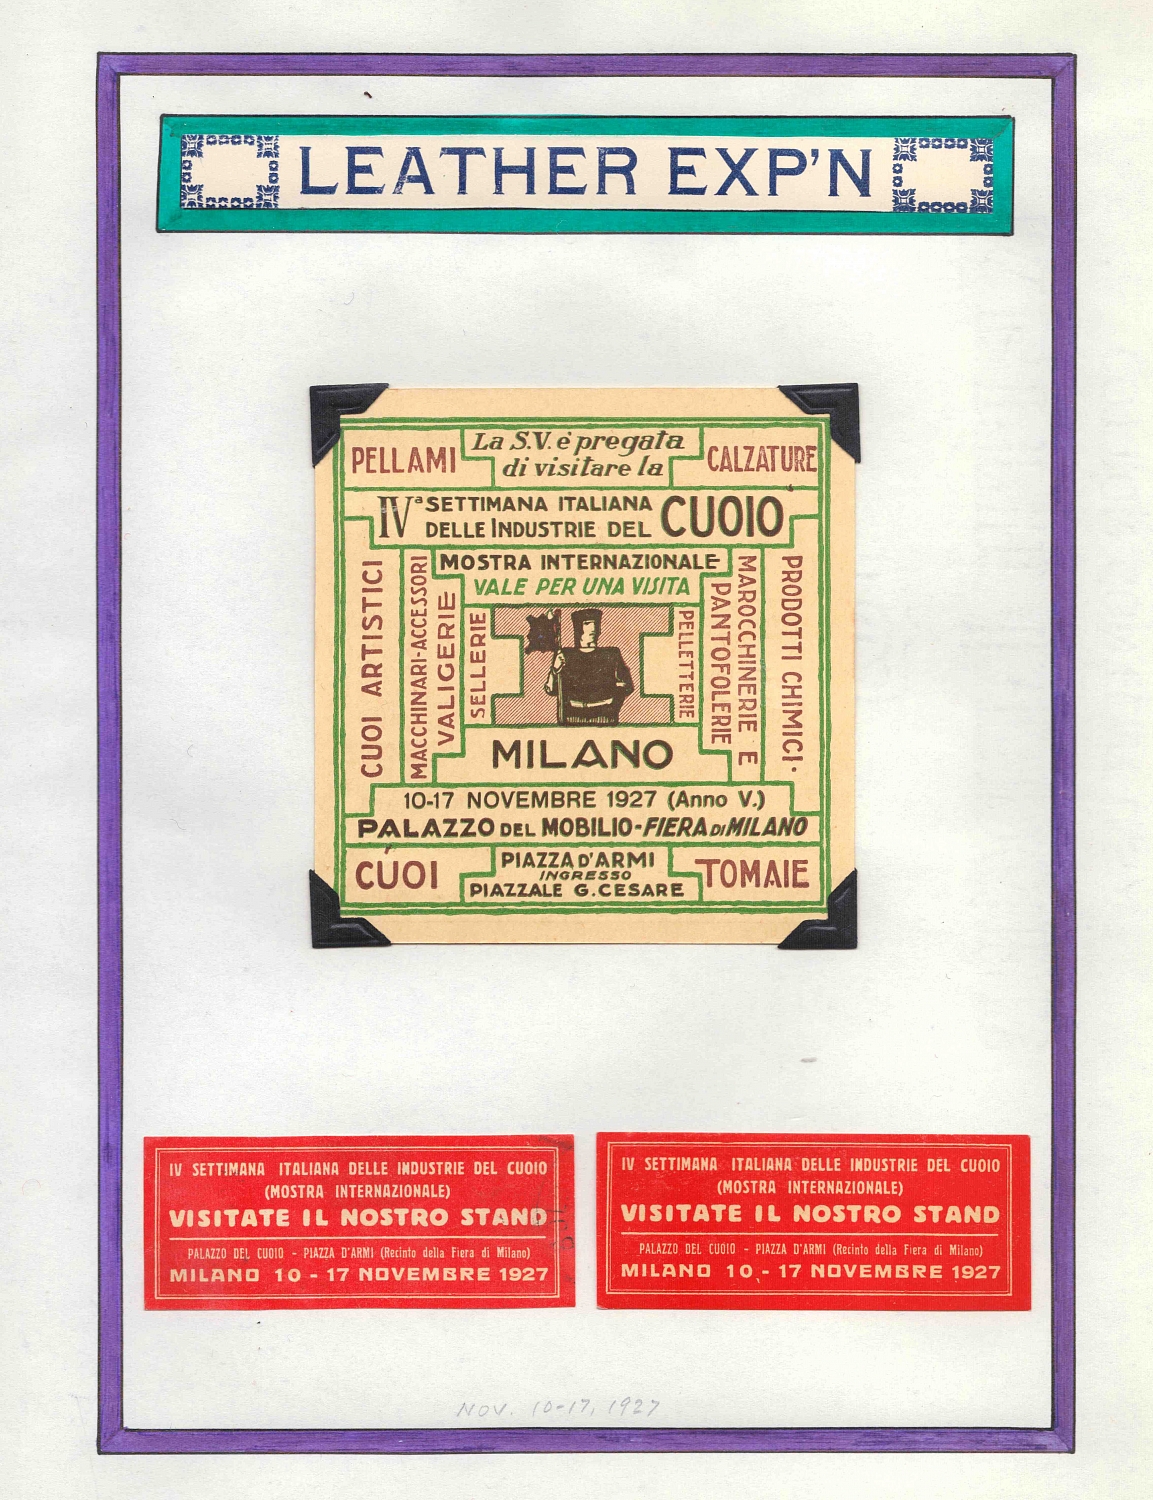 LEATHER EXP'N
PELLAMI
La S.V. è pregata
di visitare la
CALZATURE
IVª SETTIMANA ITALIANA
DELLE INDUSTRIE DEL CUOIO
MOSTRA INTERNAZIONALE
VALE PER UNA VISITA
CUOI ARTISTICI
MACCHINARI-ACCESSORI
VALIGERIE
SELLERIE
PELLETTERIE
PANTOFOLERIE
MAROCCHINERIE E
PRODOTTI CHIMICI.
MILANO
10-17 NOVEMBRE 1927 (Anno V.)
PALAZZO DEL MOBILIO-FIERA DI MILANO
CUOI
PIAZZA D'ARMI
INGRESSO
PIAZZALE G. CESARE
TOMAIE
IV SETTIMANA ITALIANA DELLE INDUSTRIE DEL CUOIO
(MOSTRA INTERNAZIONALE)
VISITATE IL NOSTRO STAND
PALAZZO DEL CUOIO - PIAZZA D'ARMI (Recinto della Fiera di Milano)
MILANO 10 - 17 NOVEMBRE 1927
IV SETTIMANA ITALIANA DELLE INDUSTRIE DEL CUOIO
(MOSTRA INTERNAZIONALE)
VISITATE IL NOSTRO STAND
PALAZZO DEL CUOIO - PIAZZA D'ARMI (Recinto della Fiera di Milano)
MILANO 10 - 17 NOVEMBRE 1927
NOV. 10-17, 1927